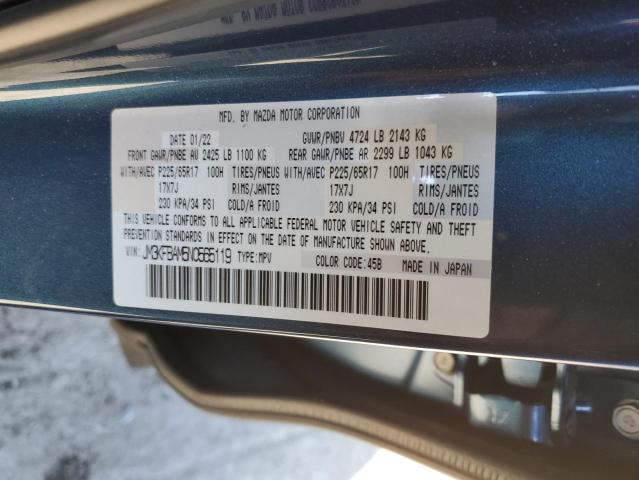 MFD. BY MAZDA MOTOR CORPORATION
DATE 01/22 GVWR/PNBV 4724 LB 2143 KG
FRONT GAWR/PNBE AV 2425 LB 1100 KG REAR GAWR/PNBE AR 2299 LB 1043 KG
WITH/AVEC P225/65R17 100H TIRES/PNEUS WITH/AVEC P225/65R17 100H TIRES/PNEUS
17X7J RIMS/JANTES 17X7J RIMS/JANTES
230 KPA/34 PSI COLD/A FROID 230 KPA/34 PSI COLD/A FROID
THIS VEHICLE CONFORMS TO ALL APPLICABLE FEDERAL MOTOR VEHICLE SAFETY AND THEFT
PREVENTION STANDARDS IN EFFECT ON THE DATE OF MANUFACTURE SHOWN ABOVE.
VIN: JM3KFBAM5N0565119 TYPE:MPV COLOR CODE:45B MADE IN JAPAN